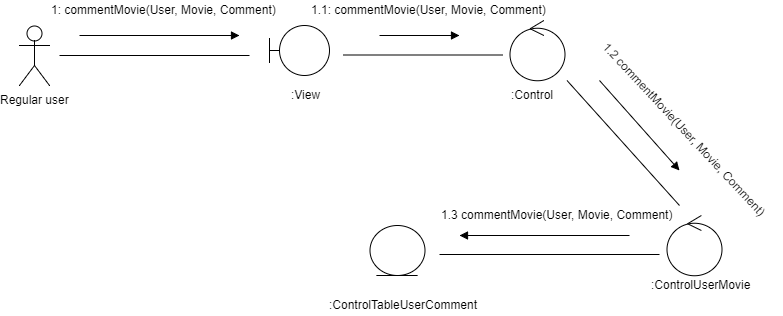 1: commentMovie(User, Movie, Comment)
1.1: commentMovie(User, Movie, Comment)
Regular user
:View
:Control
1.2 commentMovie(User, Movie, Comment)
1.3 commentMovie(User, Movie, Comment)
:ControlUserMovie
:ControlTableUserComment